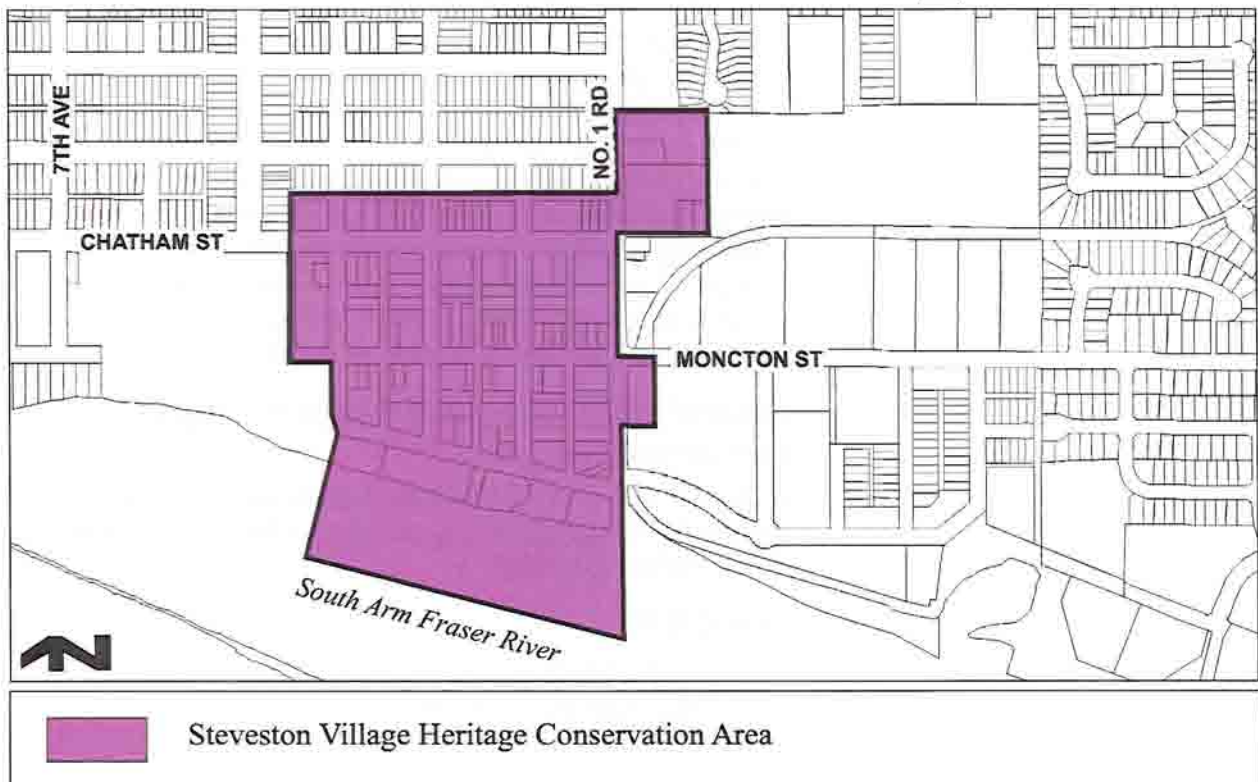 7TH AVE
NO. 1 RD
CHATHAM ST
MONCTON ST
South Arm Fraser River
N
Steveston Village Heritage Conservation Area